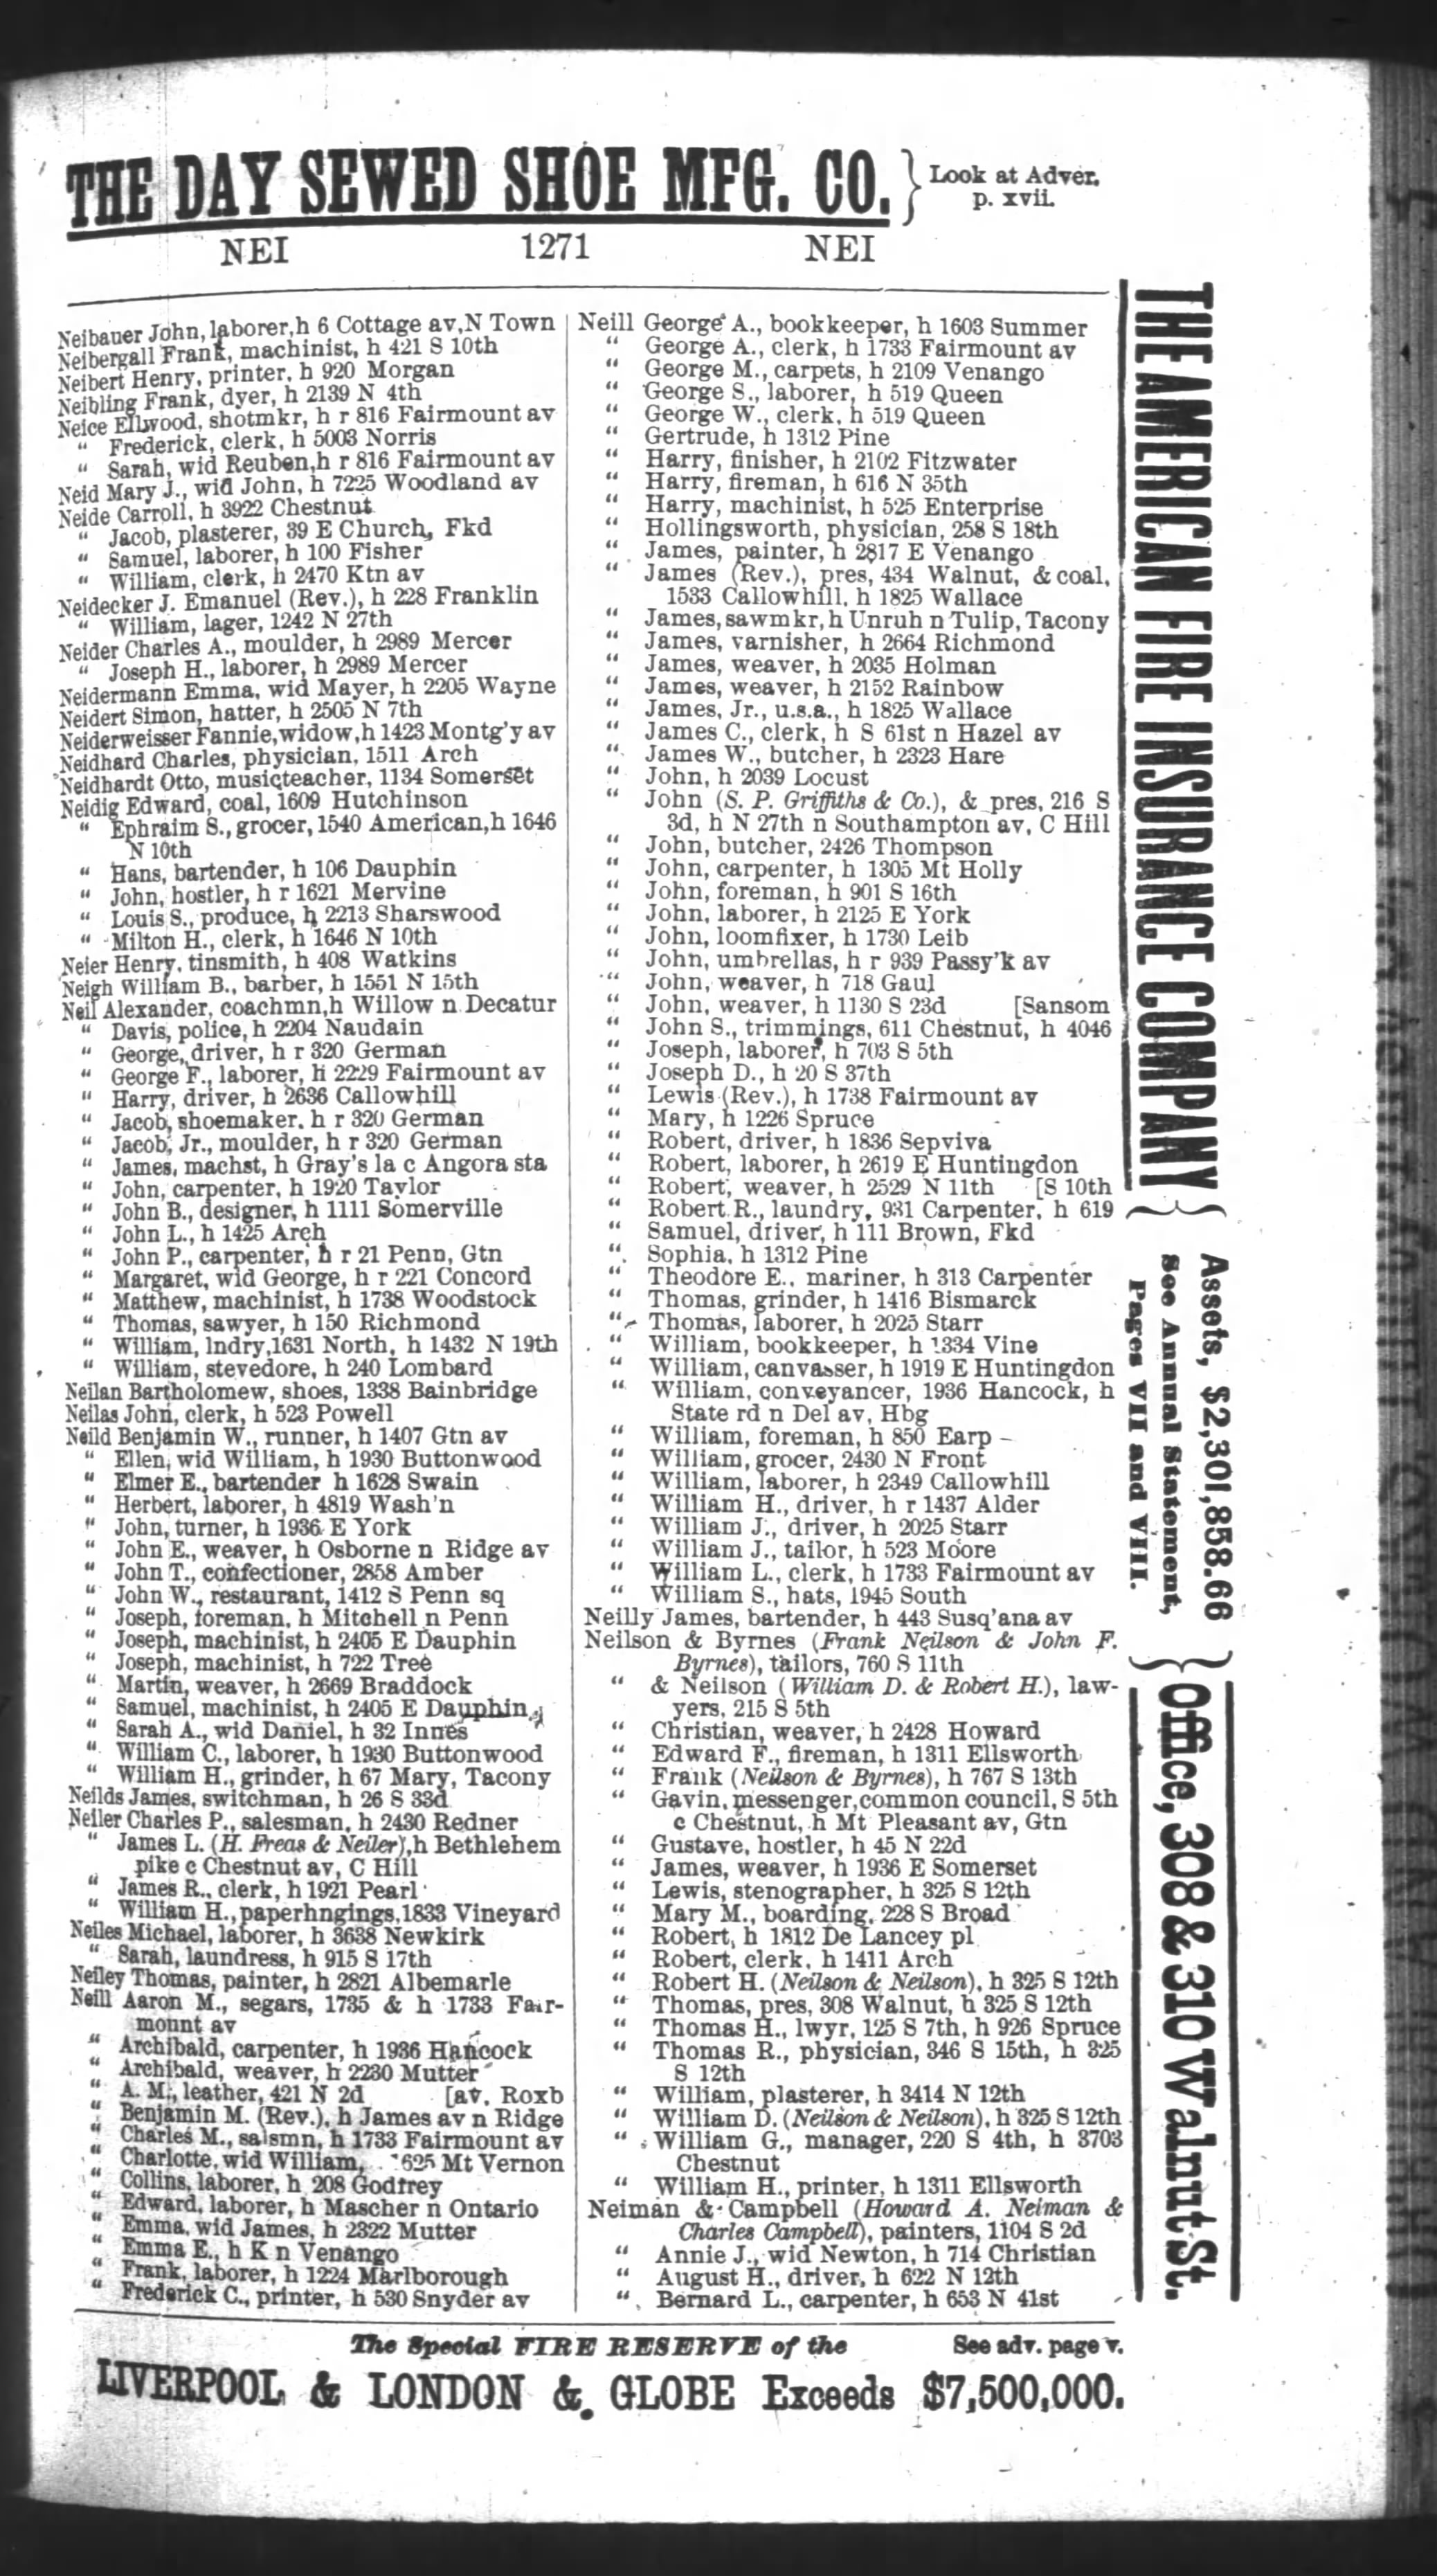 THE DAY SEWED SHOE MFG. CO. } Look at Adver. p. xvii.
NEI 1271 NEI
Neibauer John, laborer, h 6 Cottage av, N Town
Neibergall Frank, machinist, h 421 S 10th
Neibert Henry, printer, h 920 Morgan
Neibling Frank, dyer, h 2139 N 4th
Neice Ellwood, shotmkr, h r 816 Fairmount av
" Frederick, clerk, h 5003 Norris
" Sarah, wid Reuben, h r 816 Fairmount av
Neid Mary J., wid John, h 7225 Woodland av
Neide Carroll, h 3922 Chestnut
" Jacob, plasterer, 39 E Church, Fkd
" Samuel, laborer, h 100 Fisher
" William, clerk, h 2470 Ktn av
Neidecker J. Emanuel (Rev.), h 228 Franklin
" William, lager, 1242 N 27th
Neider Charles A., moulder, h 2989 Mercer
" Joseph H., laborer, h 2989 Mercer
Neidermann Emma, wid Mayer, h 2205 Wayne
Neidert Simon, hatter, h 2505 N 7th
Neiderweisser Fannie, widow, h 1423 Montg'y av
Neidhard Charles, physician, 1511 Arch
Neidhardt Otto, musicteacher, 1134 Somerset
Neidig Edward, coal, 1609 Hutchinson
" Ephraim S., grocer, 1540 American, h 1646
N 10th
" Hans, bartender, h 106 Dauphin
" John, hostler, h r 1621 Mervine
" Louis S., produce, h 2213 Sharswood
" Milton H., clerk, h 1646 N 10th
Neier Henry, tinsmith, h 408 Watkins
Neigh William B., barber, h 1551 N 15th
Neil Alexander, coachmn, h Willow n Decatur
" Davis, police, h 2204 Naudain
" George, driver, h r 320 German
" George F., laborer, h 2229 Fairmount av
" Harry, driver, h 2636 Callowhill
" Jacob, shoemaker, h r 320 German
" Jacob, Jr., moulder, h r 320 German
" James, machst, h Gray's la c Angora sta
" John, carpenter, h 1920 Taylor
" John B., designer, h 1111 Somerville
" John L., h 1425 Arch
" John P., carpenter, h r 21 Penn, Gtn
" Margaret, wid George, h r 221 Concord
" Matthew, machinist, h 1738 Woodstock
" Thomas, sawyer, h 150 Richmond
" William, lndry, 1631 North, h 1432 N 19th
" William, stevedore, h 240 Lombard
Neilan Bartholomew, shoes, 1338 Bainbridge
Neilas John, clerk, h 523 Powell
Neild Benjamin W., runner, h 1407 Gtn av
" Ellen, wid William, h 1930 Buttonwood
" Elmer E., bartender h 1628 Swain
" Herbert, laborer, h 4819 Wash'n
" John, turner, h 1936 E York
" John E., weaver, h Osborne n Ridge av
" John T., confectioner, 2858 Amber
" John W., restaurant, 1412 S Penn sq
" Joseph, foreman, h Mitchell n Penn
" Joseph, machinist, h 2405 E Dauphin
" Joseph, machinist, h 722 Tree
" Martin, weaver, h 2669 Braddock
" Samuel, machinist, h 2405 E Dauphin
" Sarah A., wid Daniel, h 32 Innes
" William C., laborer, h 1930 Buttonwood
" William H., grinder, h 67 Mary, Tacony
Neilds James, switchman, h 26 S 33d
Neiler Charles P., salesman, h 2430 Redner
" James L. (H. Freas & Neiler), h Bethlehem
pike c Chestnut av, C Hill
" James R., clerk, h 1921 Pearl
" William H., paperhngings, 1833 Vineyard
Neiles Michael, laborer, h 3638 Newkirk
" Sarah, laundress, h 915 S 17th
Neiley Thomas, painter, h 2821 Albemarle
Neill Aaron M., segars, 1735 & h 1733 Fair-
mount av
" Archibald, carpenter, h 1936 Hancock
" Archibald, weaver, h 2230 Mutter
" A. M., leather, 421 N 2d [av, Roxb
" Benjamin M. (Rev.), h James av n Ridge
" Charles M., salsmn, h 1733 Fairmount av
" Charlotte, wid William, 625 Mt Vernon
" Collins, laborer, h 208 Godfrey
" Edward, laborer, h Mascher n Ontario
" Emma, wid James, h 2322 Mutter
" Emma E., h K n Venango
" Frank, laborer, h 1224 Marlborough
" Frederick C., printer, h 530 Snyder av
Neill George A., bookkeeper, h 1603 Summer
" George A., clerk, h 1733 Fairmount av
" George M., carpets, h 2109 Venango
" George S., laborer, h 519 Queen
" George W., clerk, h 519 Queen
" Gertrude, h 1312 Pine
" Harry, finisher, h 2102 Fitzwater
" Harry, fireman, h 616 N 35th
" Harry, machinist, h 525 Enterprise
" Hollingsworth, physician, 258 S 18th
" James, painter, h 2817 E Venango
" James (Rev.), pres, 434 Walnut, & coal,
1533 Callowhill, h 1825 Wallace
" James, sawmkr, h Unruh n Tulip, Tacony
" James, varnisher, h 2664 Richmond
" James, weaver, h 2035 Holman
" James, weaver, h 2152 Rainbow
" James, Jr., u.s.a., h 1825 Wallace
" James C., clerk, h S 61st n Hazel av
" James W., butcher, h 2323 Hare
" John, h 2039 Locust
" John (S. P. Griffiths & Co.), & pres, 216 S
3d, h N 27th n Southampton av, C Hill
" John, butcher, 2426 Thompson
" John, carpenter, h 1305 Mt Holly
" John, foreman, h 901 S 16th
" John, laborer, h 2125 E York
" John, loomfixer, h 1730 Leib
" John, umbrellas, h r 939 Passy'k av
" John, weaver, h 718 Gaul
" John, weaver, h 1130 S 23d [Sansom
" John S., trimmings, 611 Chestnut, h 4046
" Joseph, laborer, h 703 S 5th
" Joseph D., h 20 S 37th
" Lewis (Rev.), h 1738 Fairmount av
" Mary, h 1226 Spruce
" Robert, driver, h 1836 Sepviva
" Robert, laborer, h 2619 E Huntingdon
" Robert, weaver, h 2529 N 11th [S 10th
" Robert R., laundry, 931 Carpenter, h 619
" Samuel, driver, h 111 Brown, Fkd
" Sophia, h 1312 Pine
" Theodore E., mariner, h 313 Carpenter
" Thomas, grinder, h 1416 Bismarck
" Thomas, laborer, h 2025 Starr
" William, bookkeeper, h 1334 Vine
" William, canvasser, h 1919 E Huntingdon
" William, conveyancer, 1936 Hancock, h
State rd n Del av, Hbg
" William, foreman, h 850 Earp
" William, grocer, 2430 N Front
" William, laborer, h 2349 Callowhill
" William H., driver, h r 1437 Alder
" William J., driver, h 2025 Starr
" William J., tailor, h 523 Moore
" William L., clerk, h 1733 Fairmount av
" William S., hats, 1945 South
Neilly James, bartender, h 443 Susq'ana av
Neilson & Byrnes (Frank Neilson & John F.
Byrnes), tailors, 760 S 11th
" & Neilson (William D. & Robert H.), law-
yers, 215 S 5th
" Christian, weaver, h 2428 Howard
" Edward F., fireman, h 1311 Ellsworth
" Frank (Neilson & Byrnes), h 767 S 13th
" Gavin, messenger, common council, S 5th
c Chestnut, h Mt Pleasant av, Gtn
" Gustave, hostler, h 45 N 22d
" James, weaver, h 1936 E Somerset
" Lewis, stenographer, h 325 S 12th
" Mary M., boarding, 228 S Broad
" Robert, h 1812 De Lancey pl
" Robert, clerk, h 1411 Arch
" Robert H. (Neilson & Neilson), h 325 S 12th
" Thomas, pres, 308 Walnut, h 325 S 12th
" Thomas H., lwyr, 125 S 7th, h 926 Spruce
" Thomas R., physician, 346 S 15th, h 325
S 12th
" William, plasterer, h 3414 N 12th
" William D. (Neilson & Neilson), h 325 S 12th
" William G., manager, 220 S 4th, h 3703
Chestnut
" William H., printer, h 1311 Ellsworth
Neiman & Campbell (Howard A. Neiman &
Charles Campbell), painters, 1104 S 2d
" Annie J., wid Newton, h 714 Christian
" August H., driver, h 622 N 12th
" Bernard L., carpenter, h 653 N 41st
THE AMERICAN FIRE INSURANCE COMPANY
Assets, $2,301,858.66
See Annual Statement,
Pages VII and VIII.
Office, 308 & 310 Walnut St.
The Special FIRE RESERVE of the See adv. page v.
LIVERPOOL & LONDON & GLOBE Exceeds $7,500,000.